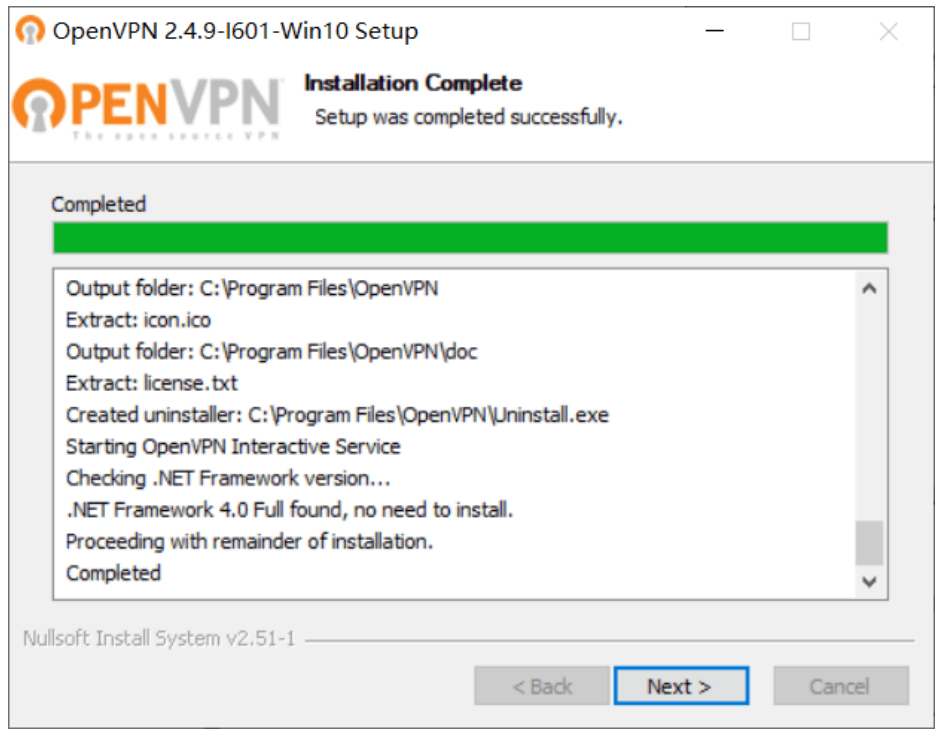 OpenVPN 2.4.9-I601-Win10 Setup
OPENVPN
The open source VPN
Installation Complete
Setup was completed successfully.
Completed
Output folder: C:\Program Files\OpenVPN
Extract: icon.ico
Output folder: C:\Program Files\OpenVPN\doc
Extract: license.txt
Created uninstaller: C:\Program Files\OpenVPN\Uninstall.exe
Starting OpenVPN Interactive Service
Checking .NET Framework version...
.NET Framework 4.0 Full found, no need to install.
Proceeding with remainder of installation.
Completed
Nullsoft Install System v2.51-1
< Back
Next >
Cancel